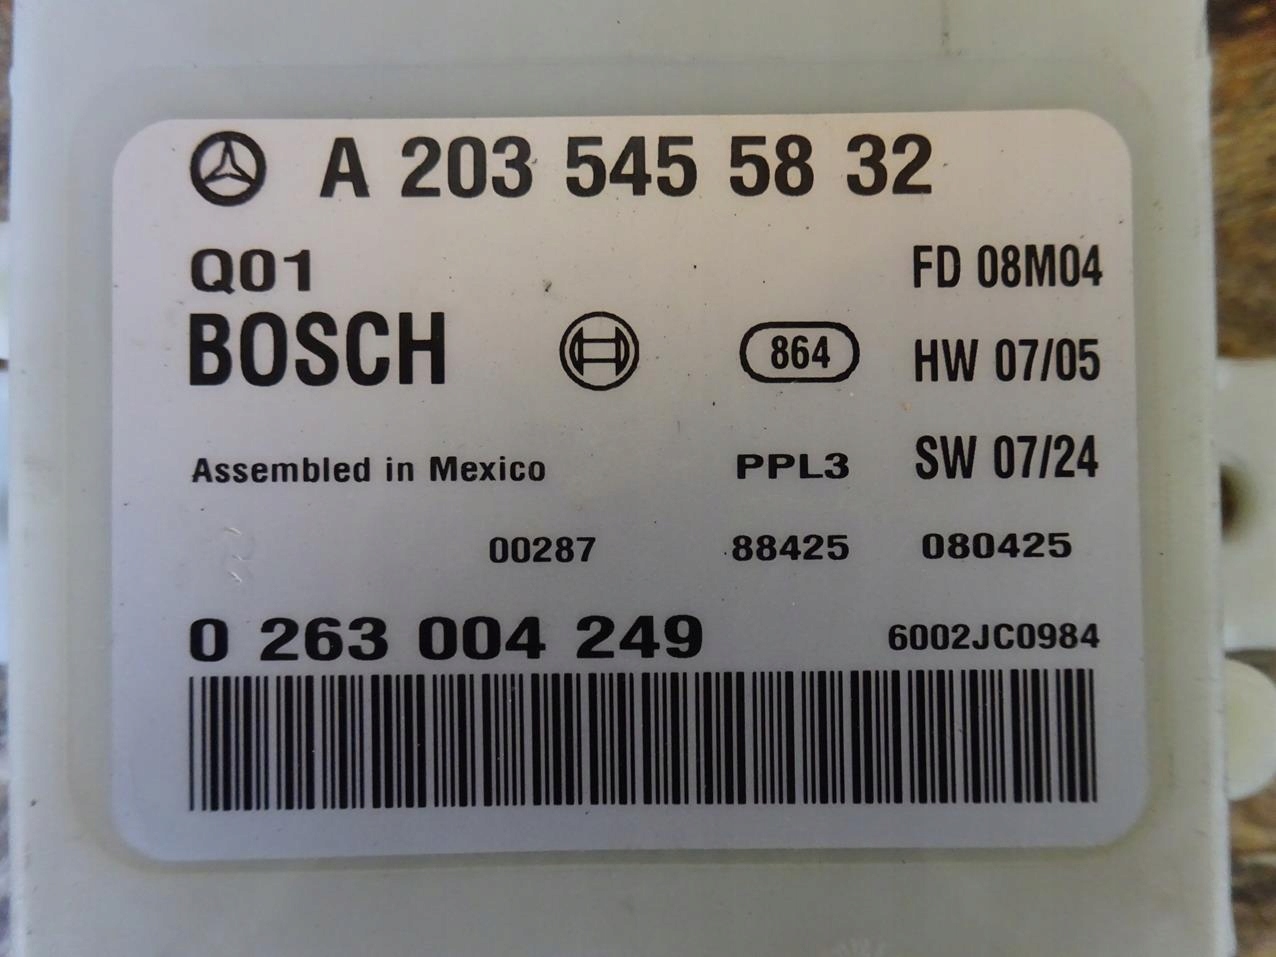 A 203 545 58 32
Q01 FD 08M04
BOSCH 864 HW 07/05
Assembled in Mexico PPL3 SW 07/24
00287 88425 080425
0 263 004 249 6002JC0984